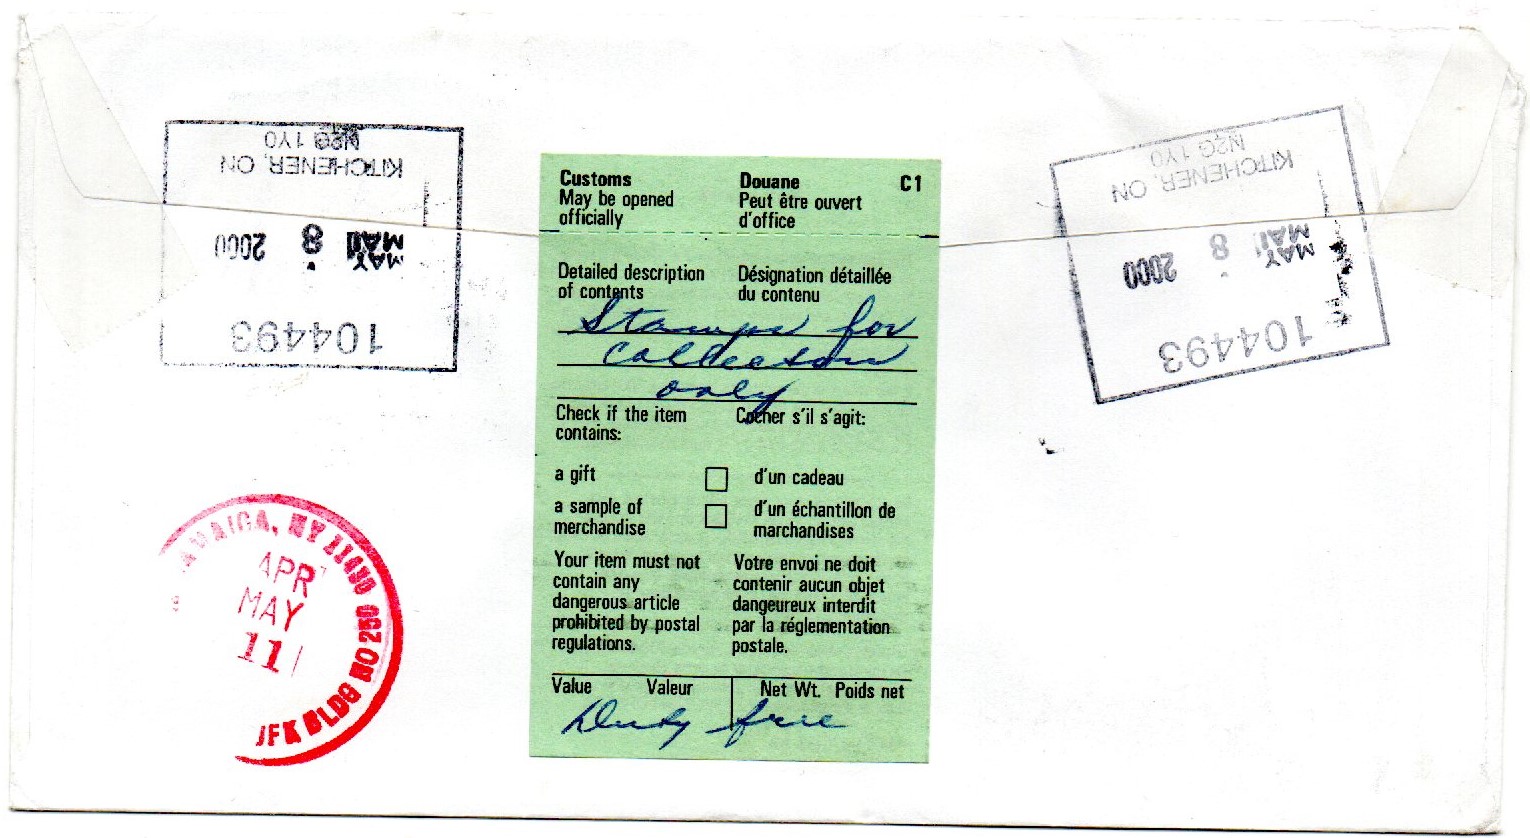 KITCHENER, ON
N2G 1Y0
MAY 8 2000
104493
Customs
May be opened
officially
Douane
Peut être ouvert
d'office
C1
Detailed description
of contents
Désignation détaillée
du contenu
Stamps for
collection
only
Check if the item
contains:
Cocher s'il s'agit:
a gift
d'un cadeau
a sample of
merchandise
d'un échantillon de
marchandises
Your item must not
contain any
dangerous article
prohibited by postal
regulations.
Votre envoi ne doit
contenir aucun objet
dangereux interdit
par la réglementation
postale.
Value Valeur
Net Wt. Poids net
Duty free
KITCHENER, ON
N2G 1Y0
MAY 8 2000
104493
JAMAICA, NY 11430
JFK BLDG NO 250
APR
MAY
11